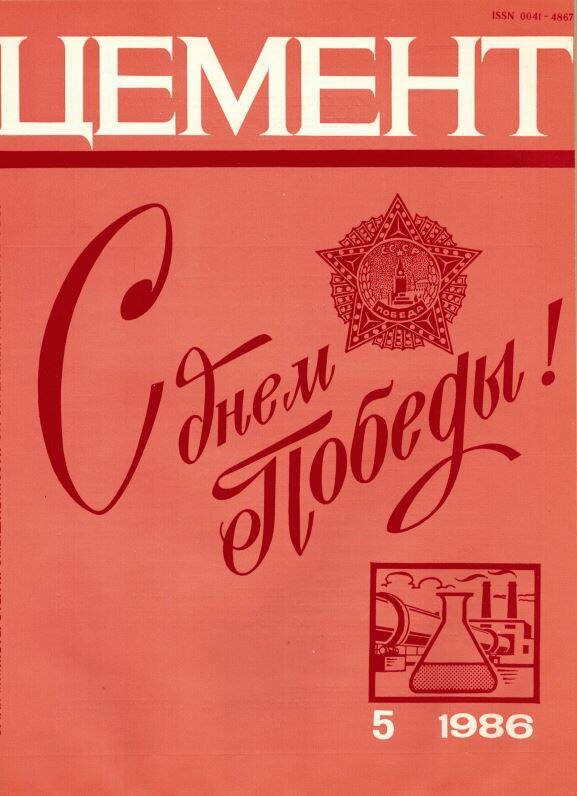 ISSN 0041-4867
ЦЕМЕНТ
СССР
ПОБЕДА
С днем
Победы!
5 1986